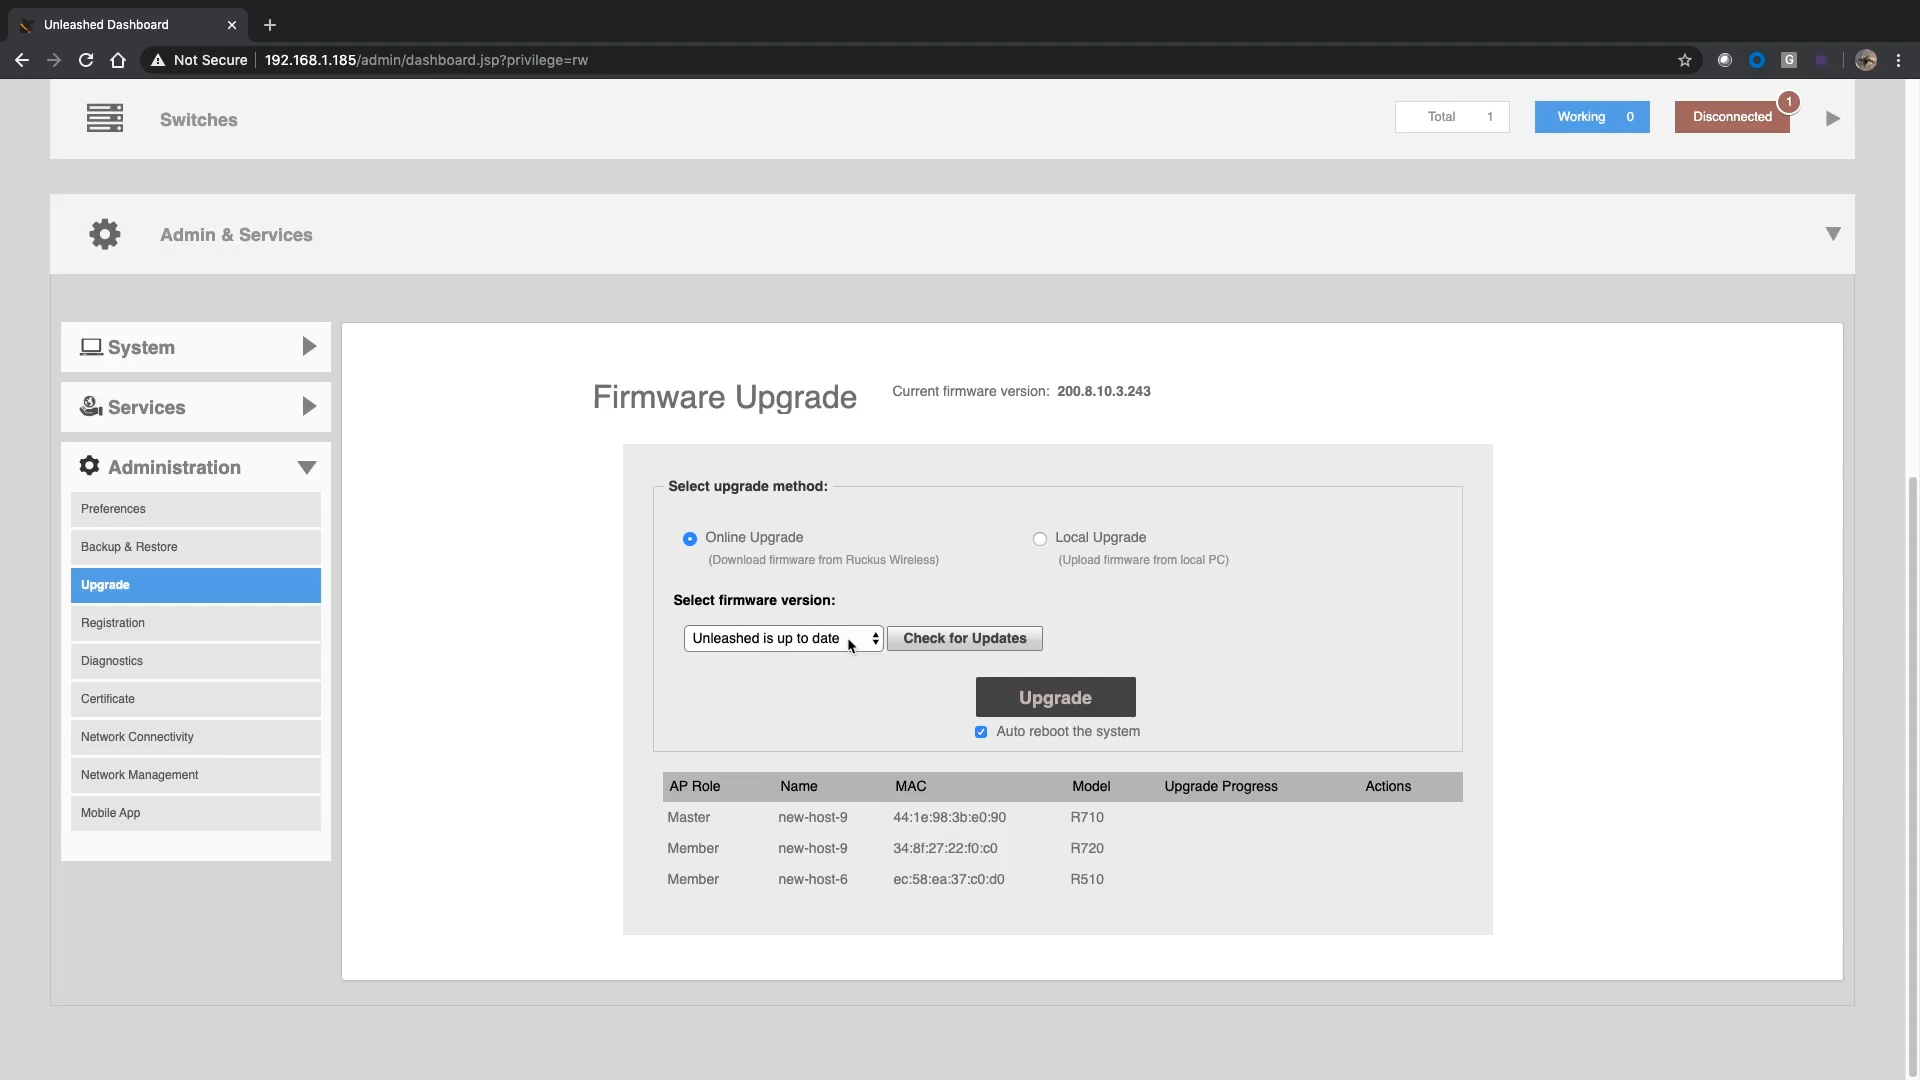 Unleashed Dashboard
Not Secure 192.168.1.185/admin/dashboard.jsp?privilege=rw
G
Switches
Total 1
Working 0
Disconnected
1
Admin & Services
System
Services
Administration
Preferences
Backup & Restore
Upgrade
Registration
Diagnostics
Certificate
Network Connectivity
Network Management
Mobile App
Firmware Upgrade
Current firmware version: 200.8.10.3.243
Select upgrade method:
Online Upgrade
(Download firmware from Ruckus Wireless)
Local Upgrade
(Upload firmware from local PC)
Select firmware version:
Unleashed is up to date
Check for Updates
Upgrade
Auto reboot the system
AP Role Name MAC Model Upgrade Progress Actions
Master new-host-9 44:1e:98:3b:e0:90 R710
Member new-host-9 34:8f:27:22:f0:c0 R720
Member new-host-6 ec:58:ea:37:c0:d0 R510